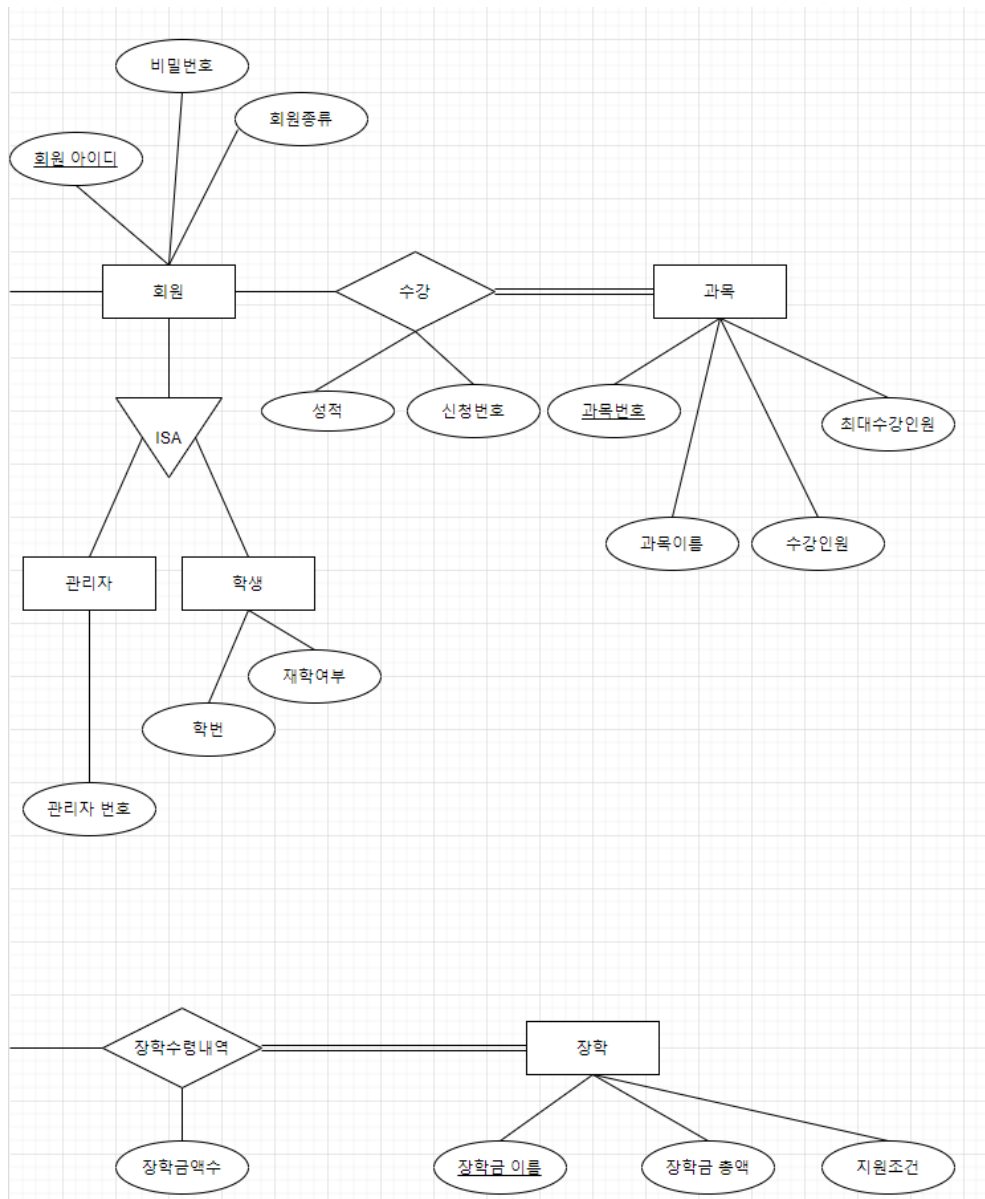 비밀번호
회원종류
회원 아이디
회원
수강
과목
성적
신청번호
과목번호
최대수강인원
ISA
과목이름
수강인원
관리자
학생
재학여부
학번
관리자 번호
장학수령내역
장학
장학금액수
장학금 이름
장학금 총액
지원조건